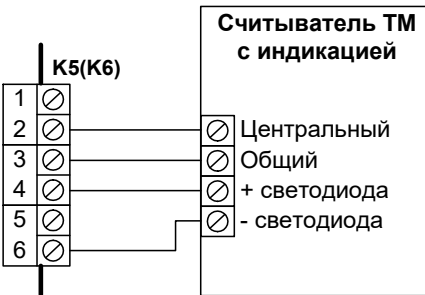 Считыватель ТМ
с индикацией
K5(K6)
1
2
3
4
5
6
Центральный
Общий
+ светодиода
- светодиода